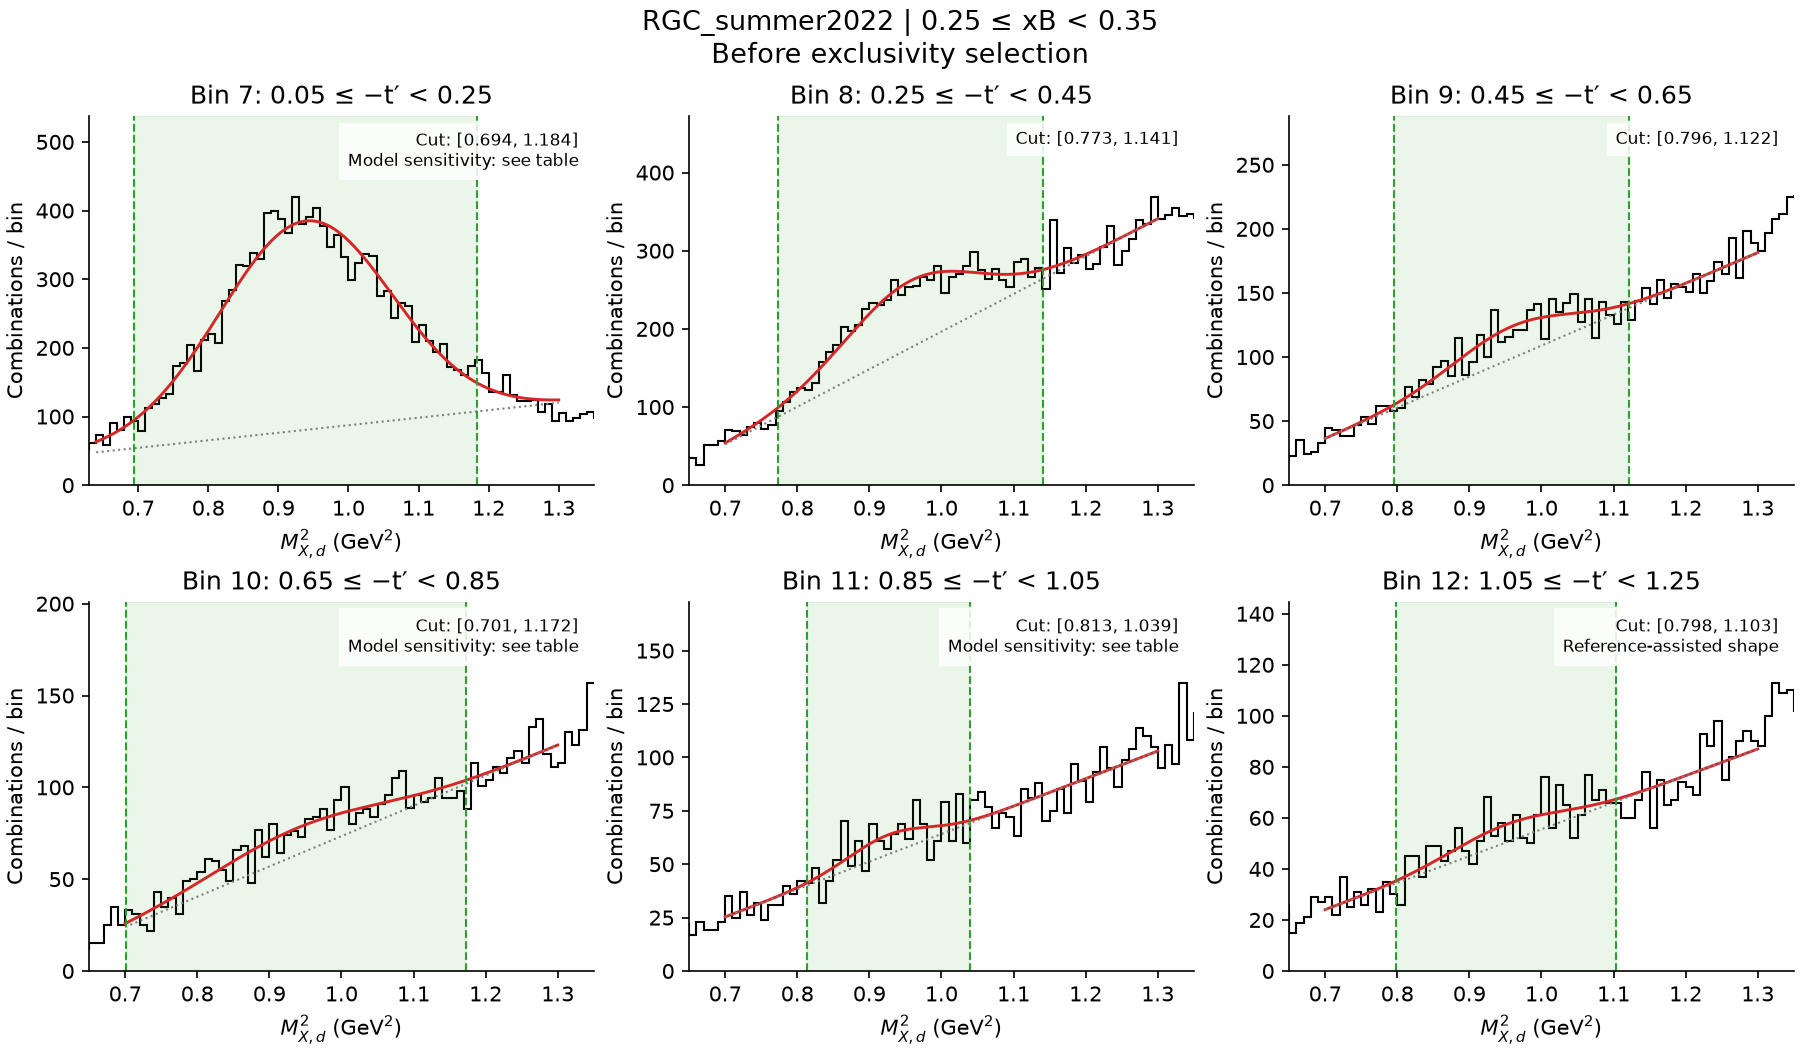 RGC_summer2022 | 0.25 ≤ xB < 0.35
Before exclusivity selection
Bin 7: 0.05 ≤ −t′ < 0.25
Cut: [0.694, 1.184]
Model sensitivity: see table
Combinations / bin
500
400
300
200
100
0
0.7 0.8 0.9 1.0 1.1 1.2 1.3
M²X,d (GeV²)
Bin 8: 0.25 ≤ −t′ < 0.45
Cut: [0.773, 1.141]
Combinations / bin
400
300
200
100
0
0.7 0.8 0.9 1.0 1.1 1.2 1.3
M²X,d (GeV²)
Bin 9: 0.45 ≤ −t′ < 0.65
Cut: [0.796, 1.122]
Combinations / bin
250
200
150
100
50
0
0.7 0.8 0.9 1.0 1.1 1.2 1.3
M²X,d (GeV²)
Bin 10: 0.65 ≤ −t′ < 0.85
Cut: [0.701, 1.172]
Model sensitivity: see table
Combinations / bin
200
150
100
50
0
0.7 0.8 0.9 1.0 1.1 1.2 1.3
M²X,d (GeV²)
Bin 11: 0.85 ≤ −t′ < 1.05
Cut: [0.813, 1.039]
Model sensitivity: see table
Combinations / bin
150
125
100
75
50
25
0
0.7 0.8 0.9 1.0 1.1 1.2 1.3
M²X,d (GeV²)
Bin 12: 1.05 ≤ −t′ < 1.25
Cut: [0.798, 1.103]
Reference-assisted shape
Combinations / bin
140
120
100
80
60
40
20
0
0.7 0.8 0.9 1.0 1.1 1.2 1.3
M²X,d (GeV²)